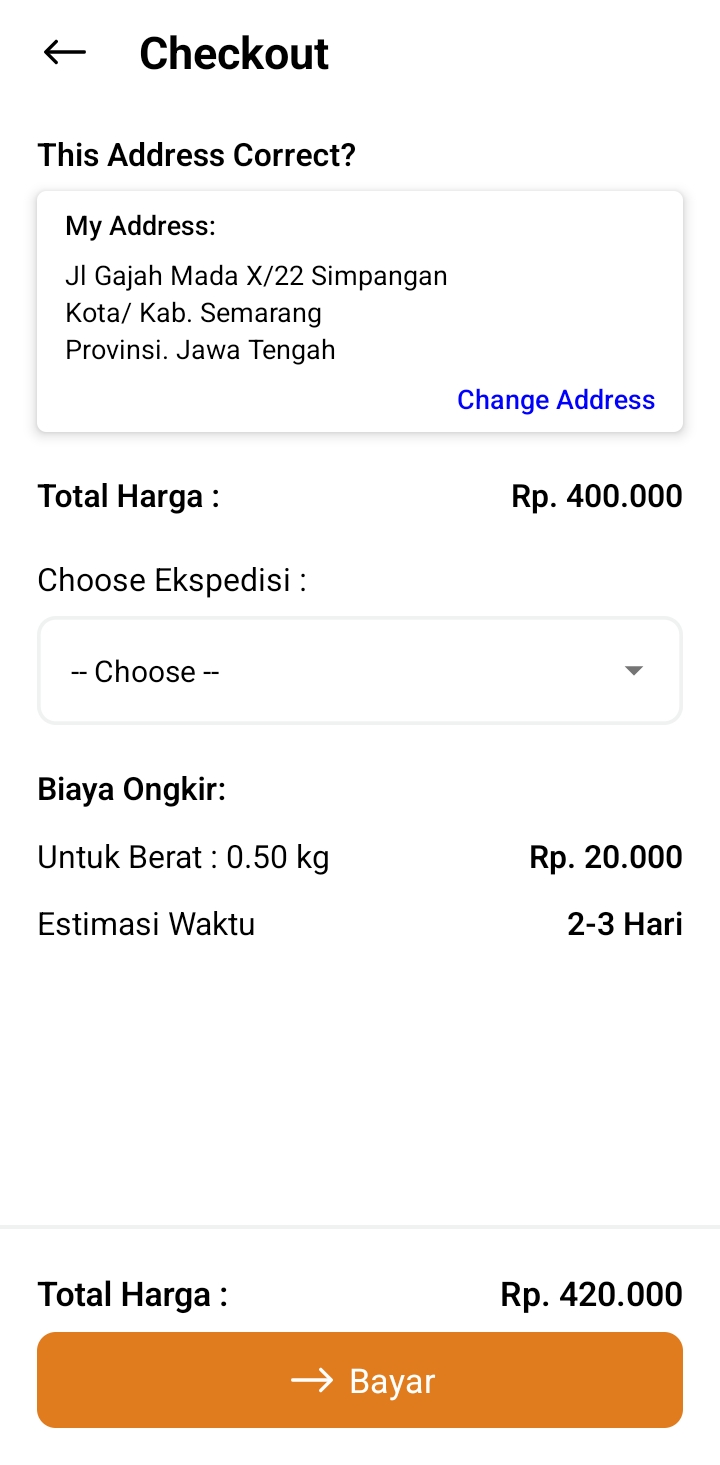 Checkout
This Address Correct?
My Address:
Jl Gajah Mada X/22 Simpangan
Kota/ Kab. Semarang
Provinsi. Jawa Tengah
Change Address
Total Harga : Rp. 400.000
Choose Ekspedisi :
-- Choose --
Biaya Ongkir:
Untuk Berat : 0.50 kg Rp. 20.000
Estimasi Waktu 2-3 Hari
Total Harga : Rp. 420.000
Bayar